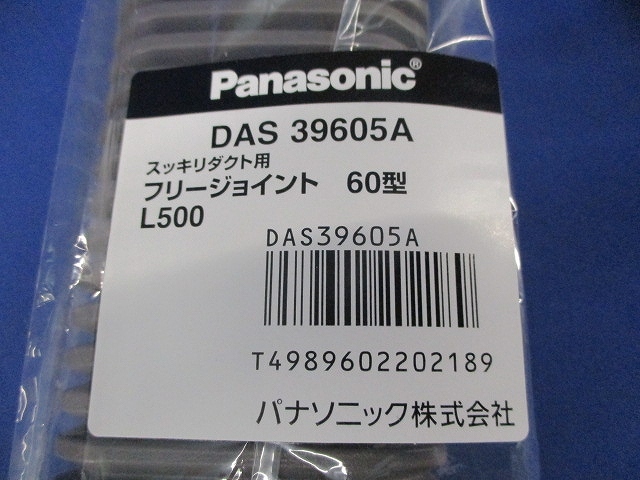 Panasonic®
DAS 39605A
スッキリダクト用
フリージョイント 60型
L500
DAS39605A
T4989602202189
パナソニック株式会社